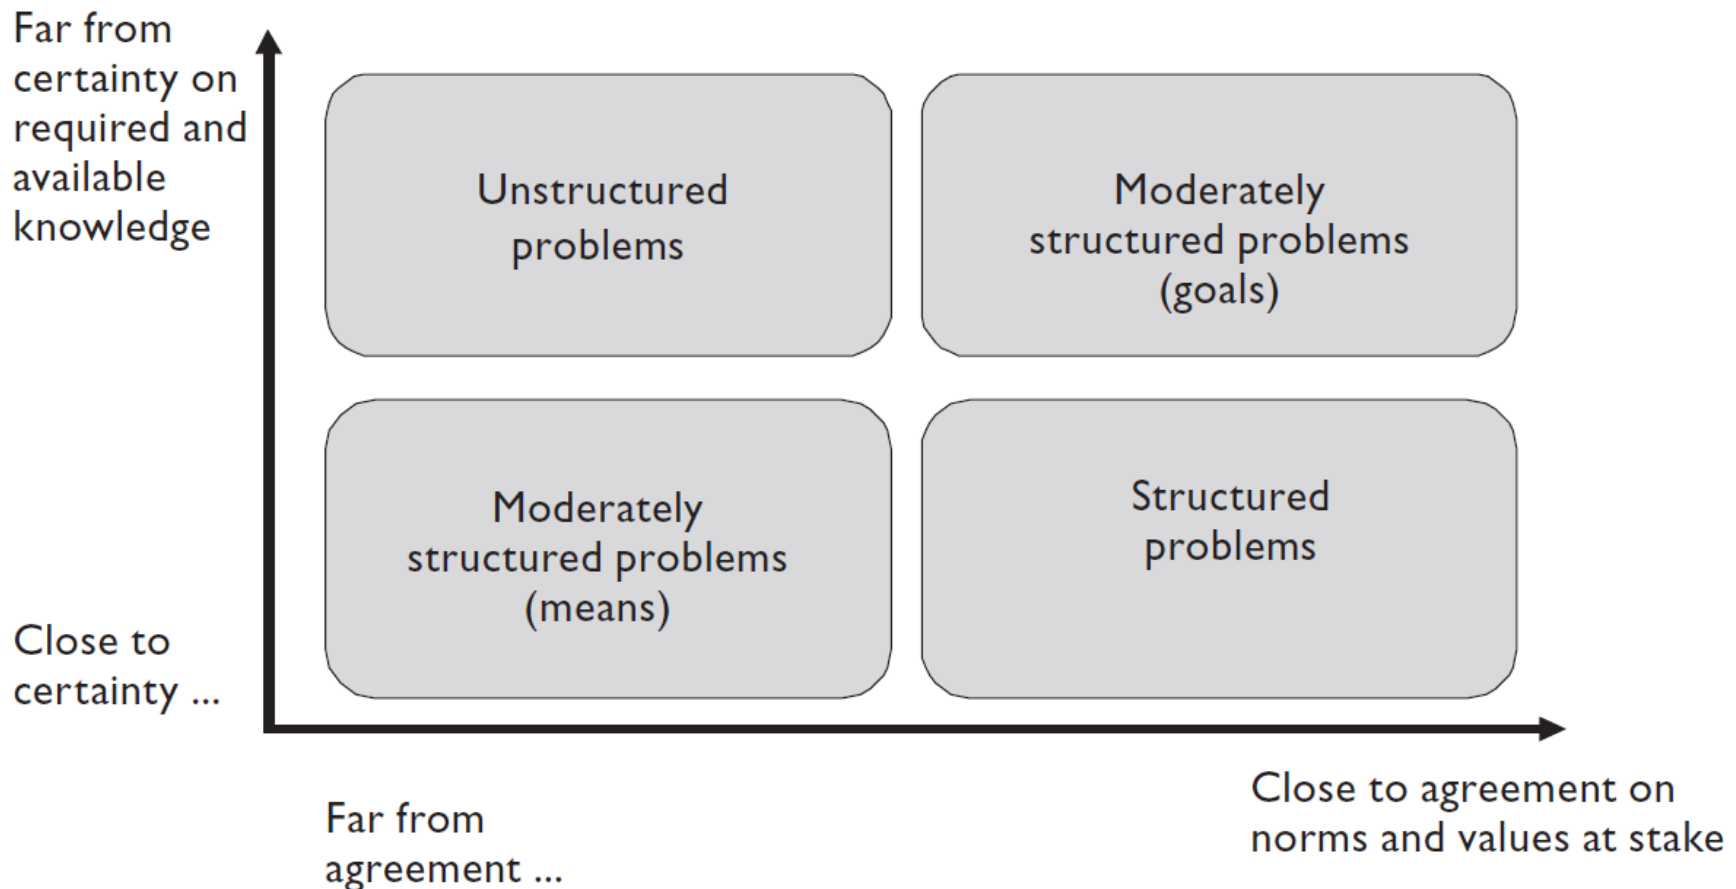 Far from
certainty on
required and
available
knowledge
Unstructured
problems
Moderately
structured problems
(goals)
Moderately
structured problems
(means)
Structured
problems
Close to
certainty ...
Far from
agreement ...
Close to agreement on
norms and values at stake